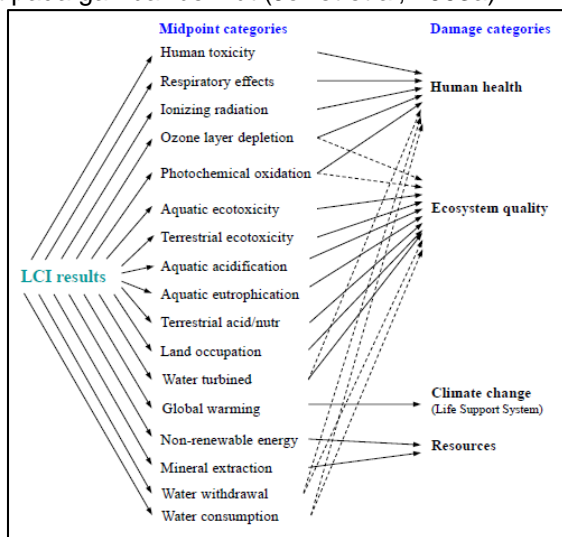 Midpoint categories Damage categories
Human toxicity
Respiratory effects
Human health
Ionizing radiation
Ozone layer depletion
Photochemical oxidation
Aquatic ecotoxicity
Ecosystem quality
Terrestrial ecotoxicity
Aquatic acidification
LCI results
Aquatic eutrophication
Terrestrial acid/nutr
Land occupation
Water turbined
Climate change
Global warming
(Life Support System)
Non-renewable energy
Resources
Mineral extraction
Water withdrawal
Water consumption